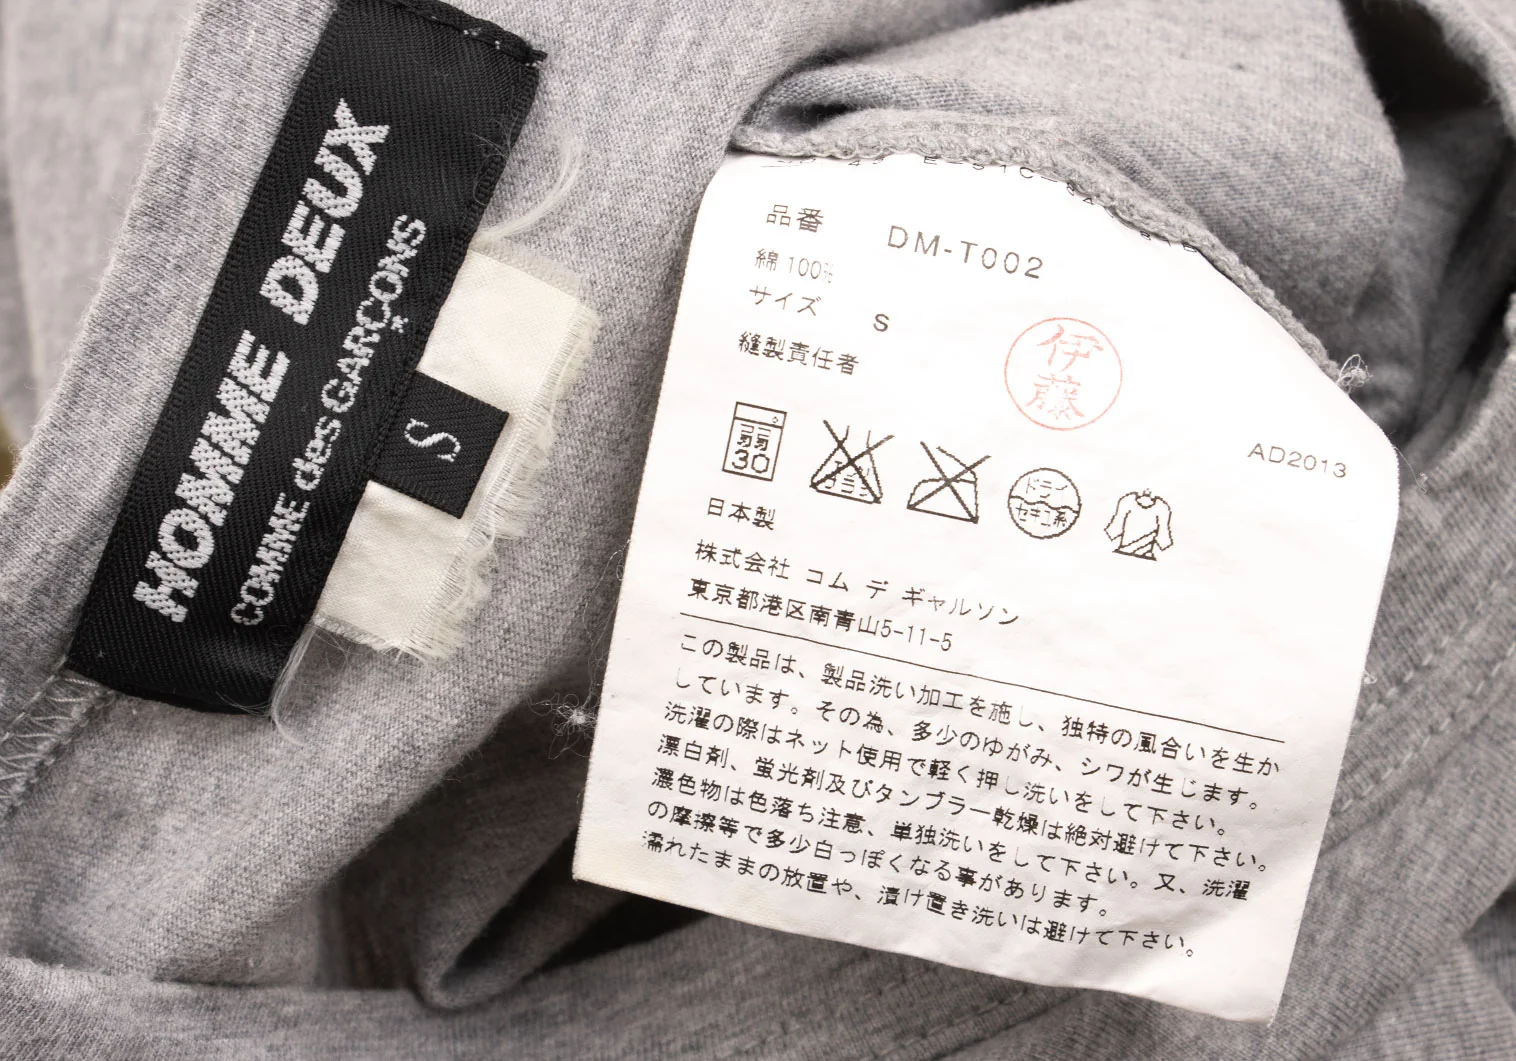 HOMME DEUX
COMME des GARÇONS
S
品番 DM-T002
綿 100%
サイズ S
縫製責任者
伊藤
AD2013
弱
30
ドライ
セキユ系
日本製
株式会社 コム デ ギャルソン
東京都港区南青山5-11-5
この製品は、製品洗い加工を施し、独特の風合いを生か
しています。その為、多少のゆがみ、シワが生じます。
洗濯の際はネット使用で軽く押し洗いをして下さい。
漂白剤、蛍光剤及びタンブラー乾燥は絶対避けて下さい。
濃色物は色落ち注意、単独洗いをして下さい。又、洗濯
の摩擦等で多少白っぽくなる事があります。
濡れたままの放置や、漬け置き洗いは避けて下さい。